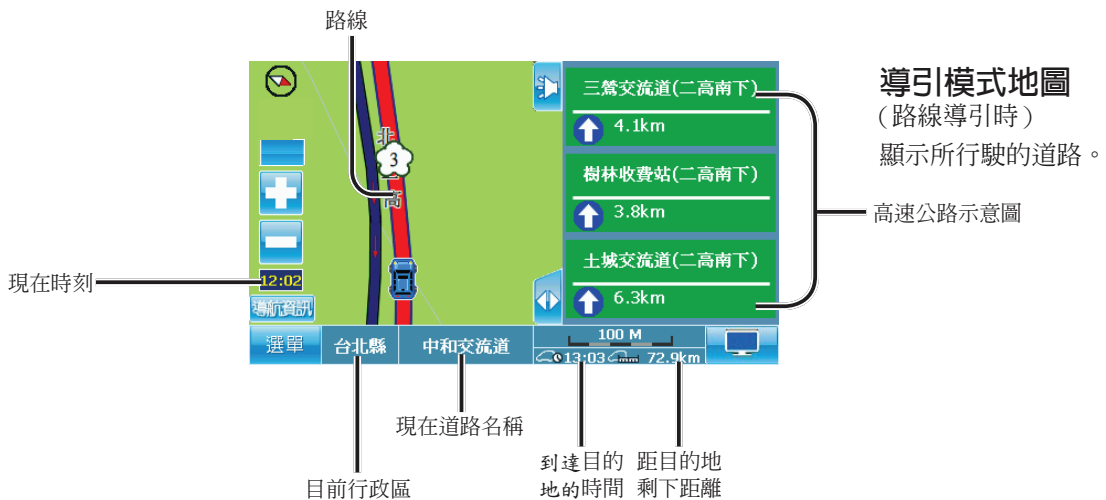 路線
導引模式地圖
(路線導引時)
顯示所行駛的道路。
三鶯交流道(二高南下)
4.1km
北二高
3
樹林收費站(二高南下)
3.8km
高速公路示意圖
土城交流道(二高南下)
6.3km
現在時刻
12:02
導航資訊
選單
台北縣
中和交流道
100 M
13:03
72.9km
現在道路名稱
目前行政區
到達目的
地的時間
距目的地
剩下距離